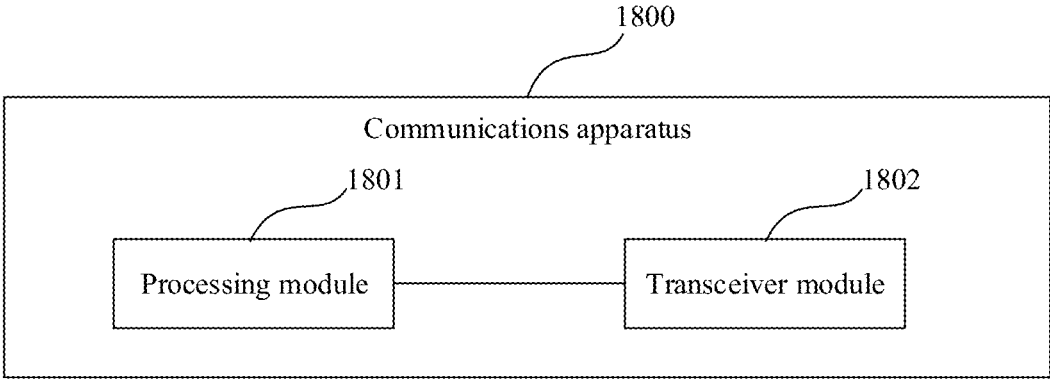 1800
Communications apparatus
1801
1802
Processing module
Transceiver module